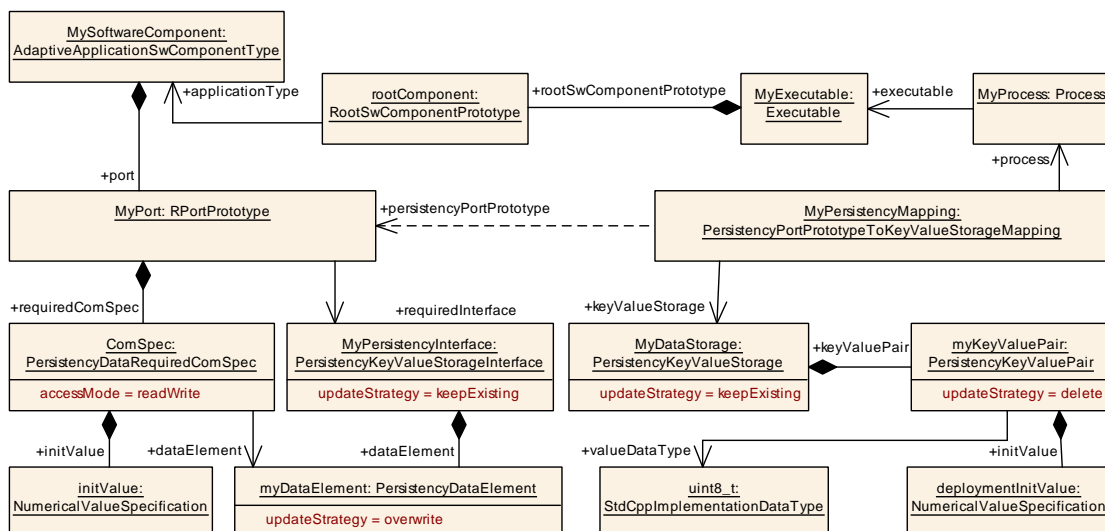 MySoftwareComponent:
AdaptiveApplicationSwComponentType
+applicationType
rootComponent:
RootSwComponentPrototype
+rootSwComponentPrototype
MyExecutable:
Executable
+executable
MyProcess: Process
+port
+process
MyPort: RPortPrototype
+persistencyPortPrototype
MyPersistencyMapping:
PersistencyPortPrototypeToKeyValueStorageMapping
+requiredComSpec
+requiredInterface
+keyValueStorage
ComSpec:
PersistencyDataRequiredComSpec
accessMode = readWrite
MyPersistencyInterface:
PersistencyKeyValueStorageInterface
updateStrategy = keepExisting
MyDataStorage:
PersistencyKeyValueStorage
updateStrategy = keepExisting
+keyValuePair
myKeyValuePair:
PersistencyKeyValuePair
updateStrategy = delete
+initValue
+dataElement
+dataElement
+valueDataType
+initValue
initValue:
NumericalValueSpecification
myDataElement: PersistencyDataElement
updateStrategy = overwrite
uint8_t:
StdCppImplementationDataType
deploymentInitValue:
NumericalValueSpecification